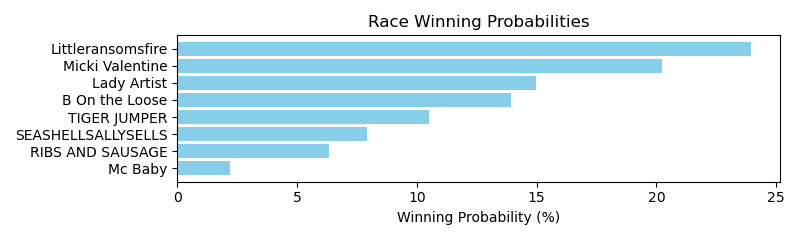 Race Winning Probabilities
Littleransomsfire
Micki Valentine
Lady Artist
B On the Loose
TIGER JUMPER
SEASHELLSALLYSELLS
RIBS AND SAUSAGE
Mc Baby
0 5 10 15 20 25
Winning Probability (%)